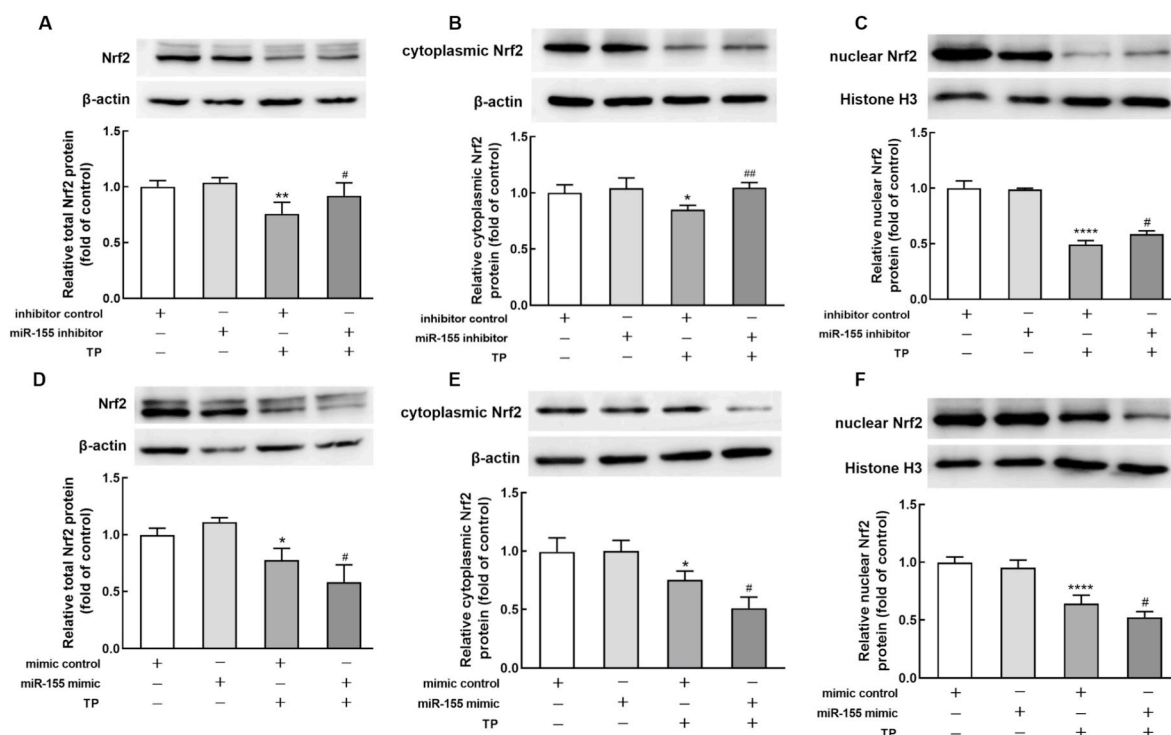 A
Nrf2
β-actin
Relative total Nrf2 protein
(fold of control)
1.5
1.0
0.5
0.0
**
#
inhibitor control + – + –
miR-155 inhibitor – + – +
TP – – + +
B
cytoplasmic Nrf2
β-actin
Relative cytoplasmic Nrf2
protein (fold of control)
1.5
1.0
0.5
0.0
*
##
inhibitor control + – + –
miR-155 inhibitor – + – +
TP – – + +
C
nuclear Nrf2
Histone H3
Relative nuclear Nrf2
protein (fold of control)
1.5
1.0
0.5
0.0
****
#
inhibitor control + – + –
miR-155 inhibitor – + – +
TP – – + +
D
Nrf2
β-actin
Relative total Nrf2 protein
(fold of control)
1.5
1.0
0.5
0.0
*
#
mimic control + – + –
miR-155 mimic – + – +
TP – – + +
E
cytoplasmic Nrf2
β-actin
Relative cytoplasmic Nrf2
protein (fold of control)
1.5
1.0
0.5
0.0
*
#
mimic control + – + –
miR-155 mimic – + – +
TP – – + +
F
nuclear Nrf2
Histone H3
Relative nuclear Nrf2
protein (fold of control)
1.5
1.0
0.5
0.0
****
#
mimic control + – + –
miR-155 mimic – + – +
TP – – + +